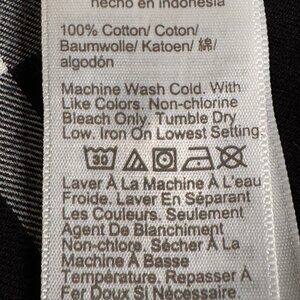 hecho en Indonesia
100% Cotton/ Coton/
Baumwolle/ Katoen/ 綿/
algodón
Machine Wash Cold. With
Like Colors. Non-chlorine
Bleach Only. Tumble Dry
Low. Iron On Lowest Setting
30
Laver À La Machine À L'eau
Froide. Laver En Séparant
Les Couleurs. Seulement
Agent De Blanchiment
Non-chlore. Sécher À La
Machine À Basse
Température. Repasser À
Fer Doux Si Nécessaire